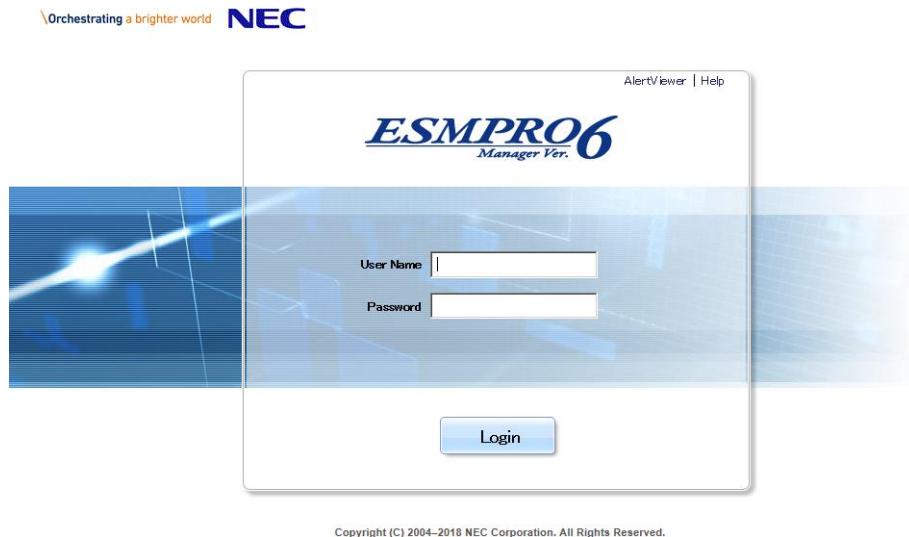 \Orchestrating a brighter world NEC
AlertViewer | Help
ESMPRO6
Manager Ver.
User Name
Password
Login
Copyright (C) 2004–2018 NEC Corporation. All Rights Reserved.